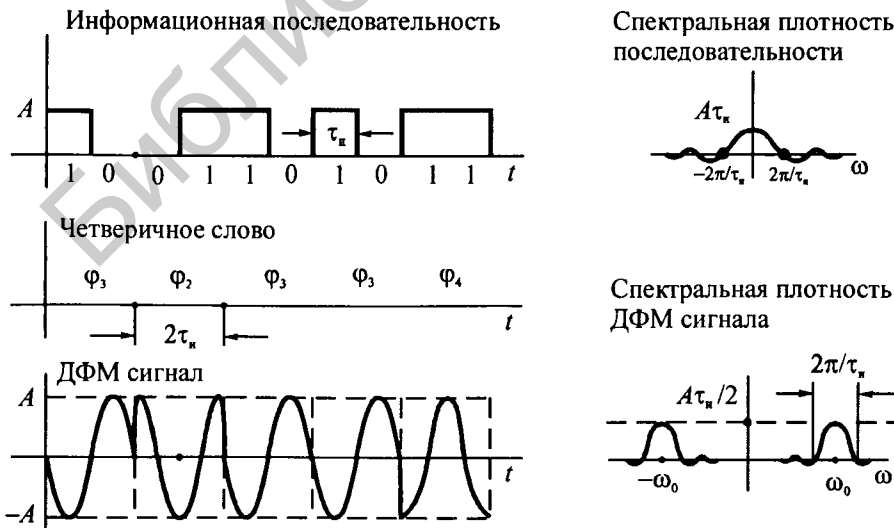 Информационная последовательность
A
τи
1 0 0 1 1 0 1 0 1 1 t
Спектральная плотность
последовательности
Aτи
−2π/τи 2π/τи ω
Четверичное слово
φ3 φ2 φ3 φ3 φ4
2τи
t
ДФМ сигнал
A
t
−A
Спектральная плотность
ДФМ сигнала
2π/τи
Aτи/2
−ω0 ω0 ω
Библио